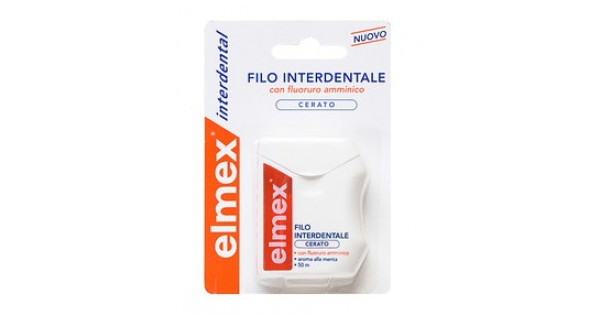 NUOVO
FILO INTERDENTALE
con fluoruro amminico
CERATO
elmex® interdental
elmex®
FILO
INTERDENTALE
CERATO
• con fluoruro amminico
• aroma alla menta
• 50 m